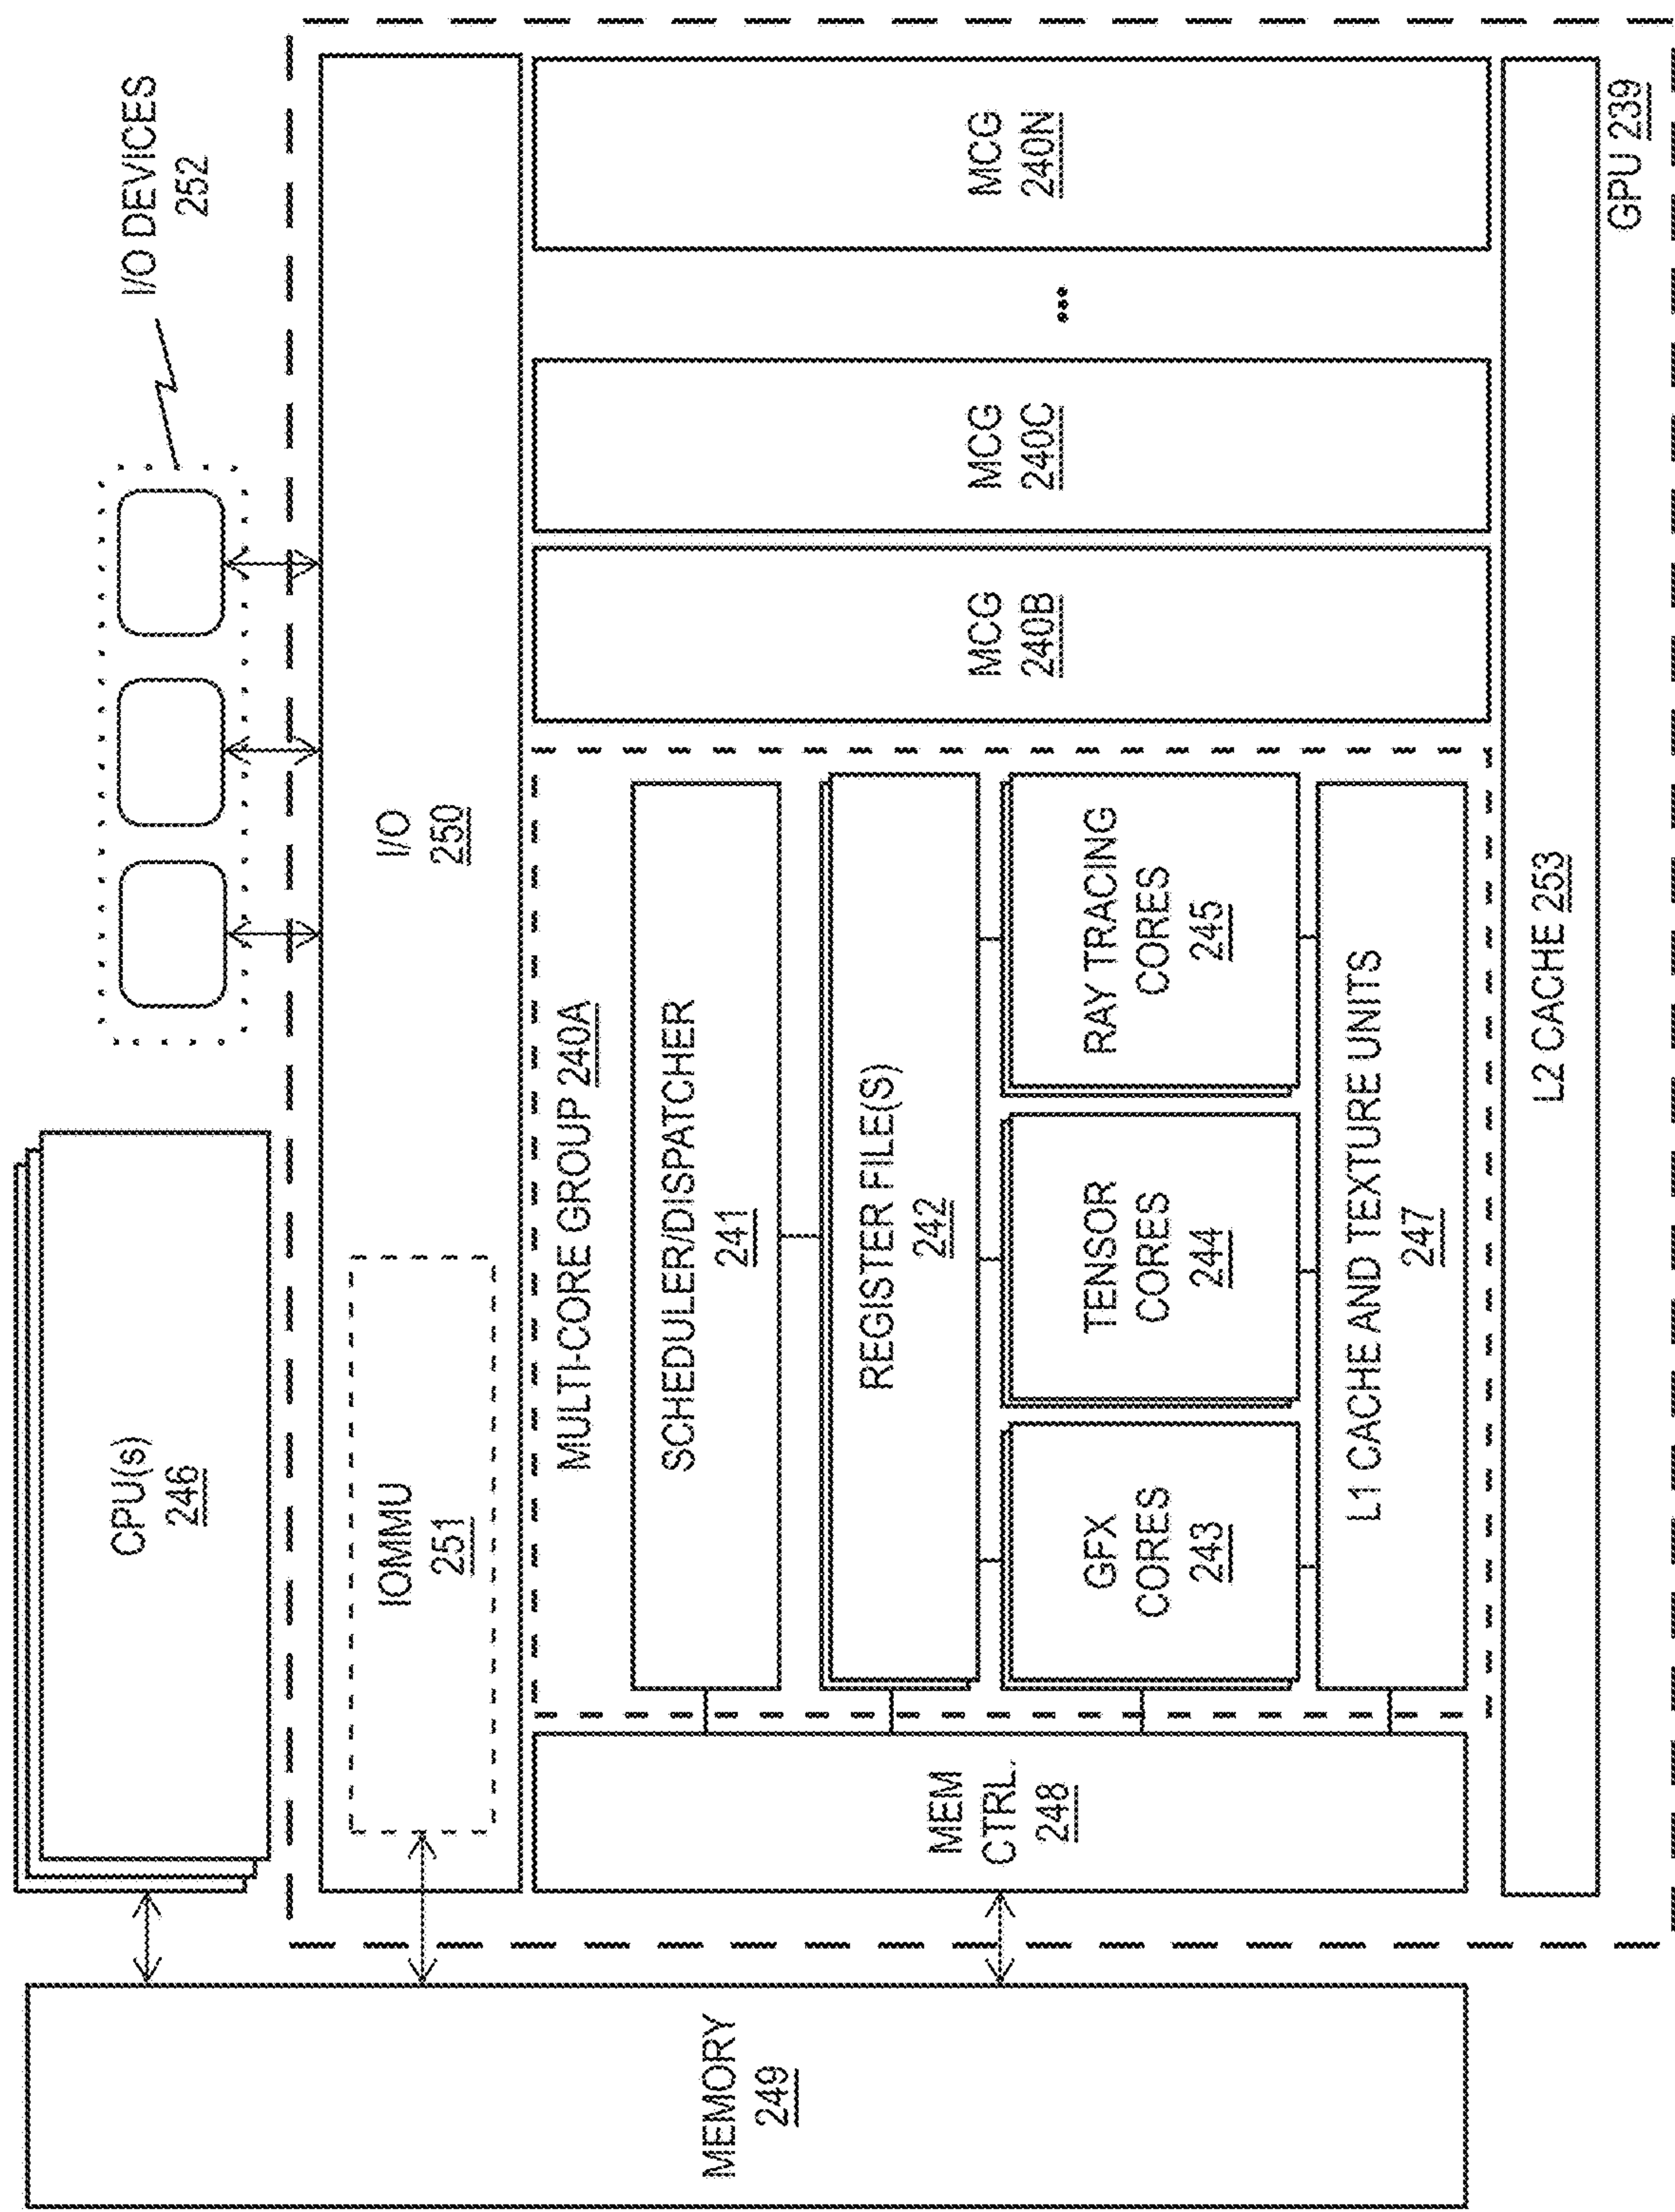 CPU(s)
246
I/O DEVICES
252
MEMORY
249
IOMMU
251
I/O
250
MULTI-CORE GROUP 240A
SCHEDULER/DISPATCHER
241
REGISTER FILE(S)
242
GFX
CORES
243
TENSOR
CORES
244
RAY TRACING
CORES
245
L1 CACHE AND TEXTURE UNITS
247
MEM
CTRL.
248
MCG
240B
MCG
240C
...
MCG
240N
L2 CACHE 253
GPU 239